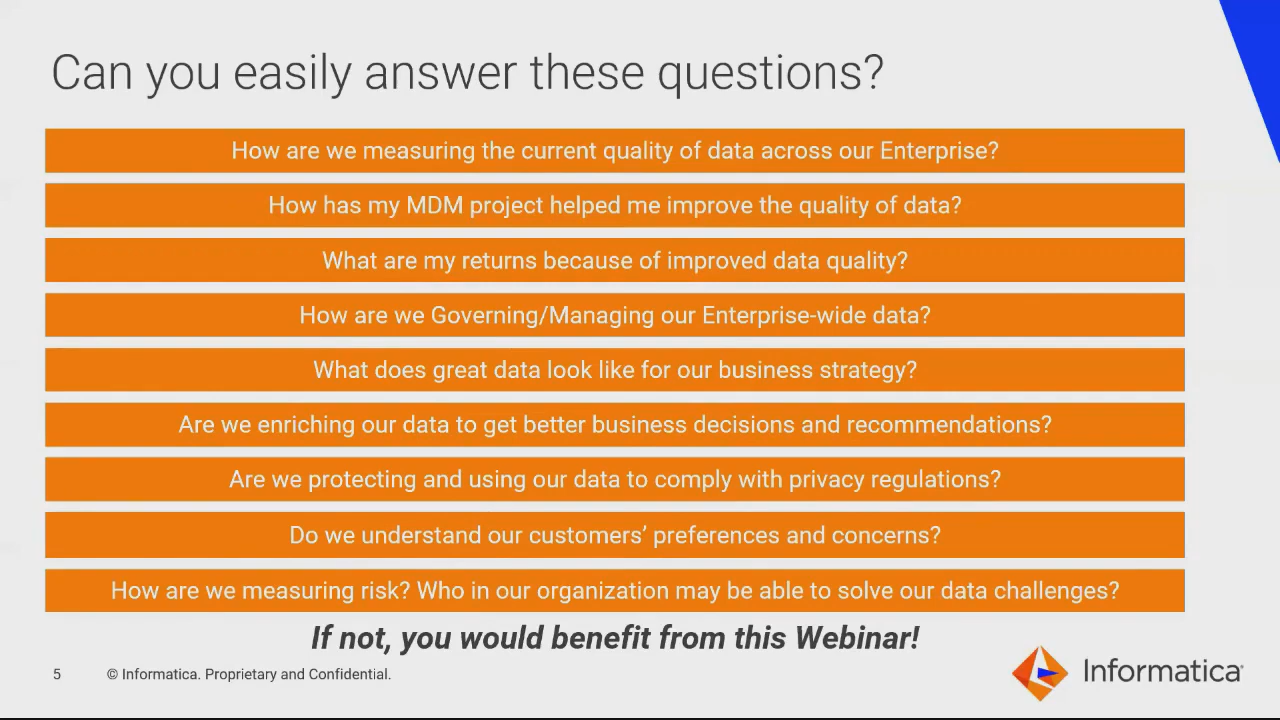 Can you easily answer these questions?
How are we measuring the current quality of data across our Enterprise?
How has my MDM project helped me improve the quality of data?
What are my returns because of improved data quality?
How are we Governing/Managing our Enterprise-wide data?
What does great data look like for our business strategy?
Are we enriching our data to get better business decisions and recommendations?
Are we protecting and using our data to comply with privacy regulations?
Do we understand our customers’ preferences and concerns?
How are we measuring risk? Who in our organization may be able to solve our data challenges?
If not, you would benefit from this Webinar!
5 © Informatica. Proprietary and Confidential.
Informatica